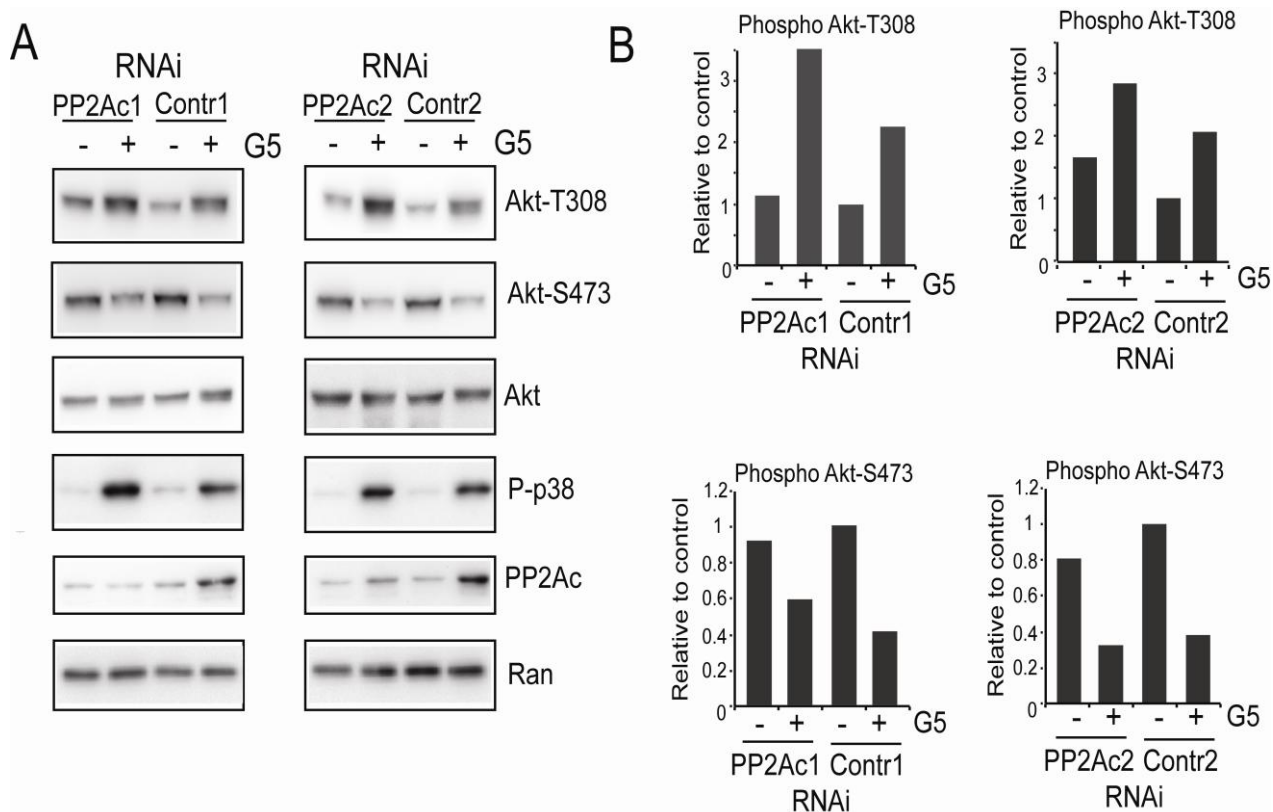 A
RNAi
PP2Ac1 Contr1
- + - + G5
RNAi
PP2Ac2 Contr2
- + - +
Akt-T308
Akt-S473
Akt
P-p38
PP2Ac
Ran
B
Phospho Akt-T308
Relative to control
3
2
1
0
- + - + G5
PP2Ac1 Contr1
RNAi
Phospho Akt-T308
Relative to control
3
2
1
0
- + - + G5
PP2Ac2 Contr2
RNAi
Phospho Akt-S473
Relative to control
1.2
1
0.8
0.6
0.4
0.2
0
- + - + G5
PP2Ac1 Contr1
RNAi
Phospho Akt-S473
Relative to control
1.2
1
0.8
0.6
0.4
0.2
0
- + - + G5
PP2Ac2 Contr2
RNAi